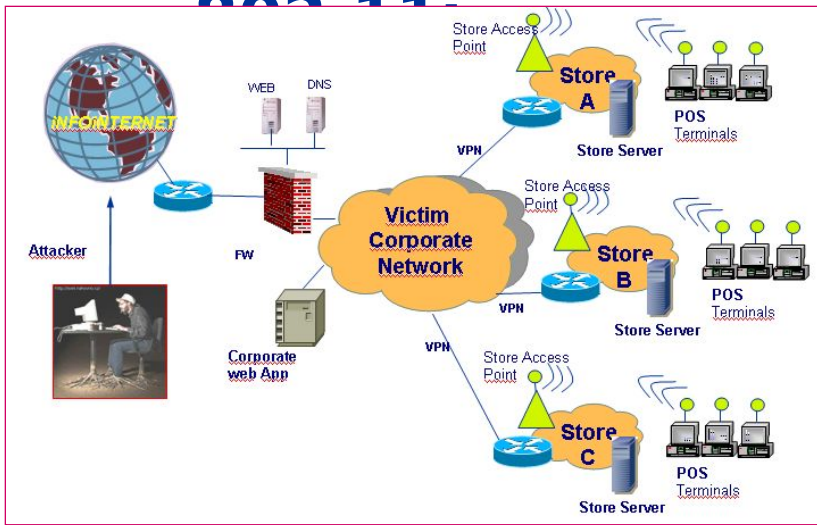 802.11:
WEB
DNS
iNFOiNTERNET
Attacker
FW
Corporate
web App
Victim
Corporate
Network
VPN
VPN
VPN
Store Access
Point
Store
A
Store Server
POS
Terminals
Store Access
Point
Store
B
Store Server
POS
Terminals
Store Access
Point
Store
C
Store Server
POS
Terminals